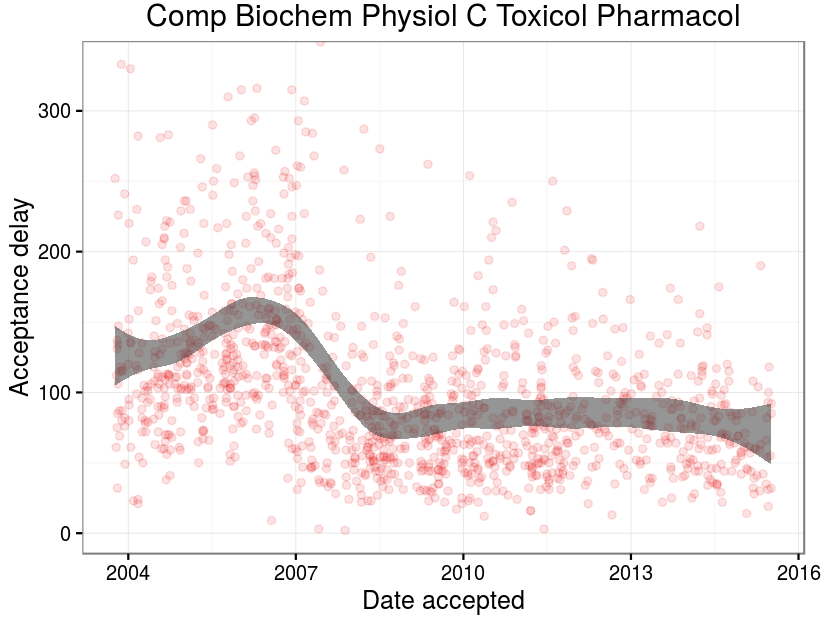 Comp Biochem Physiol C Toxicol Pharmacol
Acceptance delay
300
200
100
0
2004 2007 2010 2013 2016
Date accepted